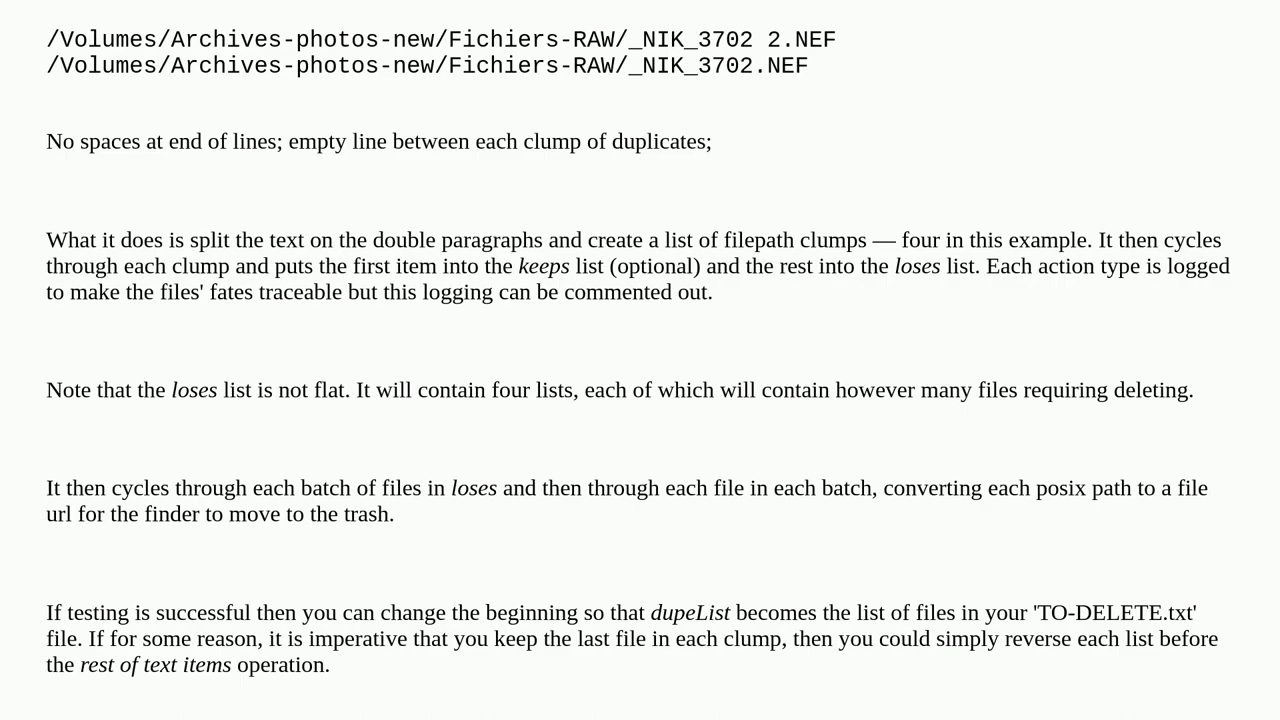 /Volumes/Archives-photos-new/Fichiers-RAW/_NIK_3702 2.NEF
/Volumes/Archives-photos-new/Fichiers-RAW/_NIK_3702.NEF
No spaces at end of lines; empty line between each clump of duplicates;
What it does is split the text on the double paragraphs and create a list of filepath clumps — four in this example. It then cycles
through each clump and puts the first item into the keeps list (optional) and the rest into the loses list. Each action type is logged
to make the files' fates traceable but this logging can be commented out.
Note that the loses list is not flat. It will contain four lists, each of which will contain however many files requiring deleting.
It then cycles through each batch of files in loses and then through each file in each batch, converting each posix path to a file
url for the finder to move to the trash.
If testing is successful then you can change the beginning so that dupeList becomes the list of files in your 'TO-DELETE.txt'
file. If for some reason, it is imperative that you keep the last file in each clump, then you could simply reverse each list before
the rest of text items operation.